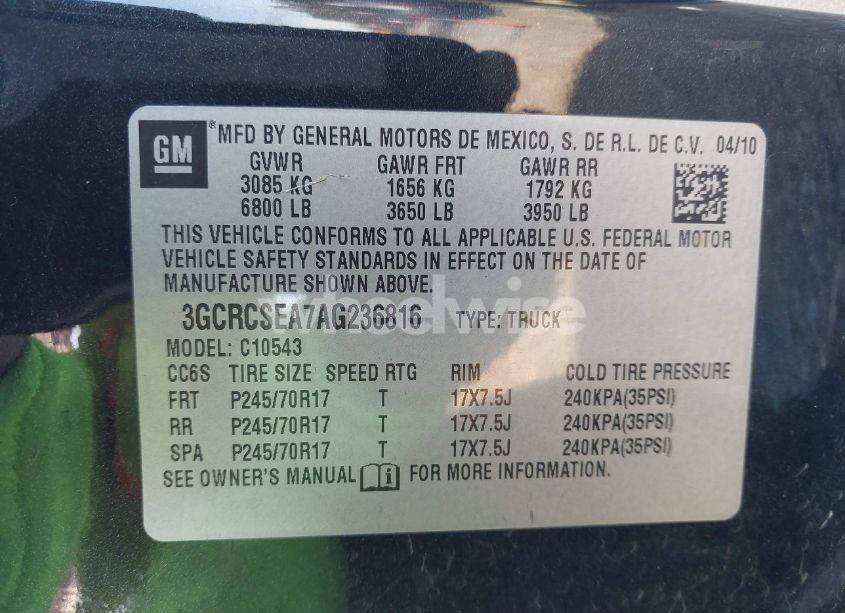 GM ® MFD BY GENERAL MOTORS DE MEXICO, S. DE R.L. DE C.V. 04/10
GVWR GAWR FRT GAWR RR
3085 KG 1656 KG 1792 KG
6800 LB 3650 LB 3950 LB
THIS VEHICLE CONFORMS TO ALL APPLICABLE U.S. FEDERAL MOTOR
VEHICLE SAFETY STANDARDS IN EFFECT ON THE DATE OF
MANUFACTURE SHOWN ABOVE.
3GCRCSEA7AG236816 TYPE: TRUCK
wheelwise
MODEL: C10543
CC6S TIRE SIZE SPEED RTG RIM COLD TIRE PRESSURE
FRT P245/70R17 T 17X7.5J 240KPA(35PSI)
RR P245/70R17 T 17X7.5J 240KPA(35PSI)
SPA P245/70R17 T 17X7.5J 240KPA(35PSI)
SEE OWNER'S MANUAL FOR MORE INFORMATION.